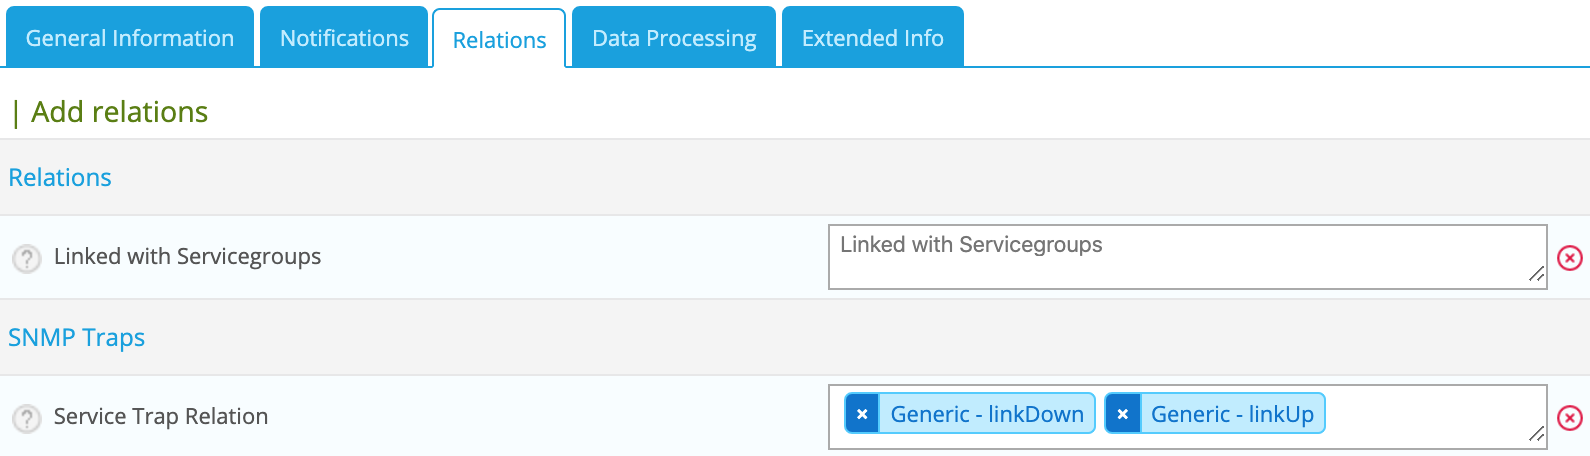 General Information Notifications Relations Data Processing Extended Info
| Add relations
Relations
? Linked with Servicegroups Linked with Servicegroups
SNMP Traps
? Service Trap Relation × Generic - linkDown × Generic - linkUp